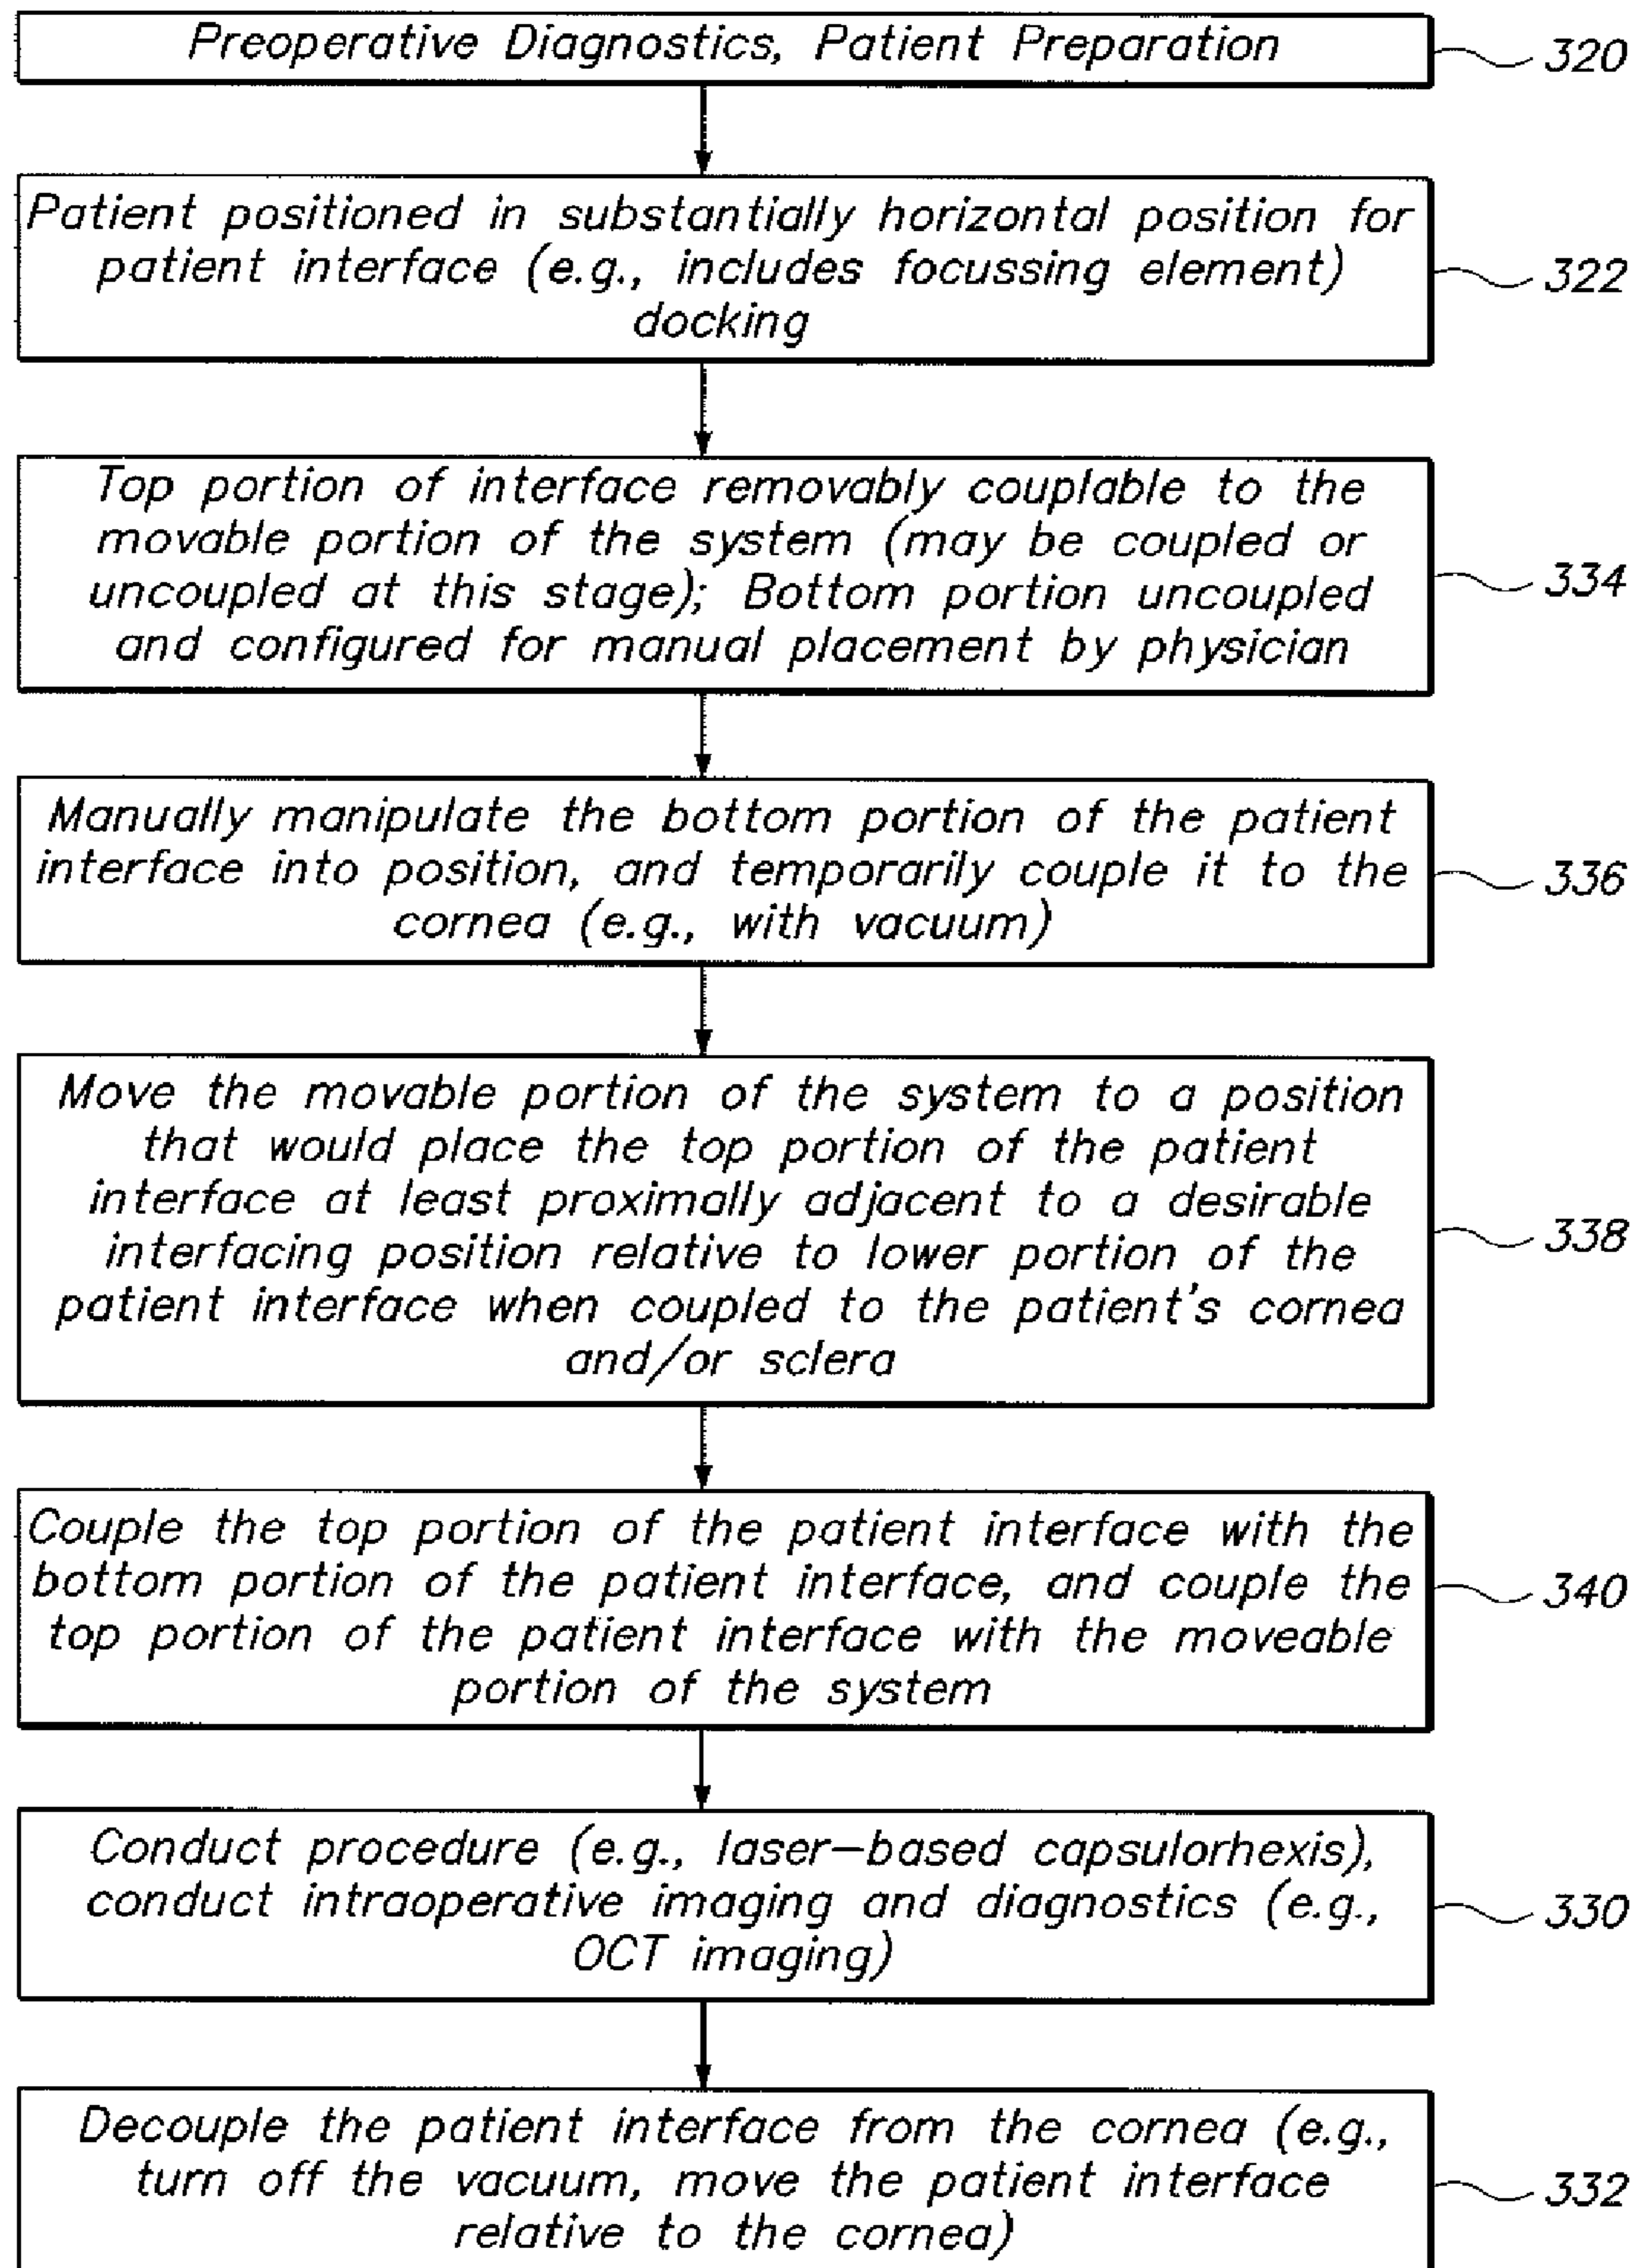 Preoperative Diagnostics, Patient Preparation
320
Patient positioned in substantially horizontal position for
patient interface (e.g., includes focussing element)
docking
322
Top portion of interface removably couplable to the
movable portion of the system (may be coupled or
uncoupled at this stage); Bottom portion uncoupled
and configured for manual placement by physician
334
Manually manipulate the bottom portion of the patient
interface into position, and temporarily couple it to the
cornea (e.g., with vacuum)
336
Move the movable portion of the system to a position
that would place the top portion of the patient
interface at least proximally adjacent to a desirable
interfacing position relative to lower portion of the
patient interface when coupled to the patient's cornea
and/or sclera
338
Couple the top portion of the patient interface with the
bottom portion of the patient interface, and couple the
top portion of the patient interface with the moveable
portion of the system
340
Conduct procedure (e.g., laser-based capsulorhexis),
conduct intraoperative imaging and diagnostics (e.g.,
OCT imaging)
330
Decouple the patient interface from the cornea (e.g.,
turn off the vacuum, move the patient interface
relative to the cornea)
332